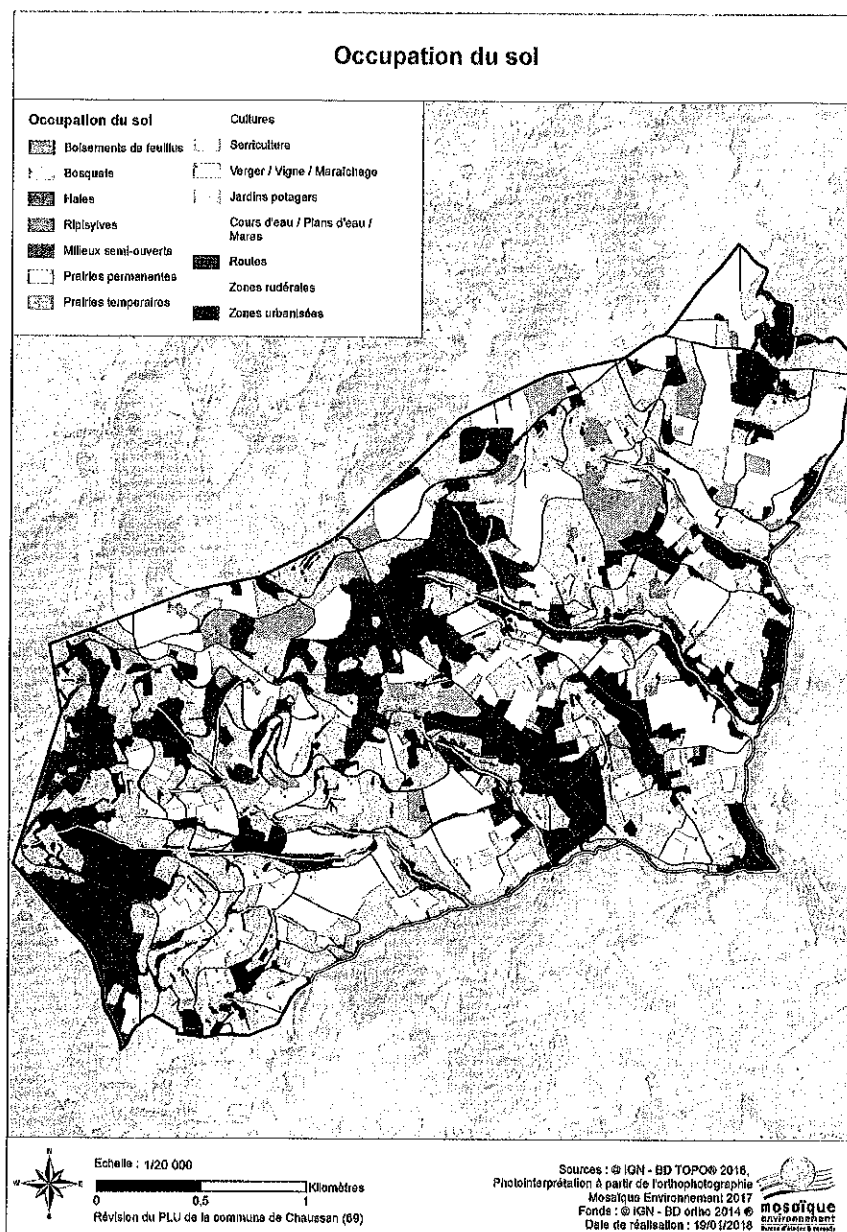 Occupation du sol
Occupation du sol
Boisements de feuillus
Bosquets
Haies
Ripisylves
Milieux semi-ouverts
Prairies permanentes
Prairies temporaires
Cultures
Serriculture
Verger / Vigne / Maraîchage
Jardins potagers
Cours d'eau / Plans d'eau /
Mares
Routes
Zones rudérales
Zones urbanisées
N
W
E
S
Echelle : 1/20 000
0
0,5
1
Kilomètres
Révision du PLU de la commune de Chaussan (69)
Sources : © IGN - BD TOPO® 2016,
Photointerprétation à partir de l'orthophotographie
Mosaïque Environnement 2017
Fonds : © IGN - BD ortho 2014 ®
Date de réalisation : 19/01/2018
mosaïque
environnement